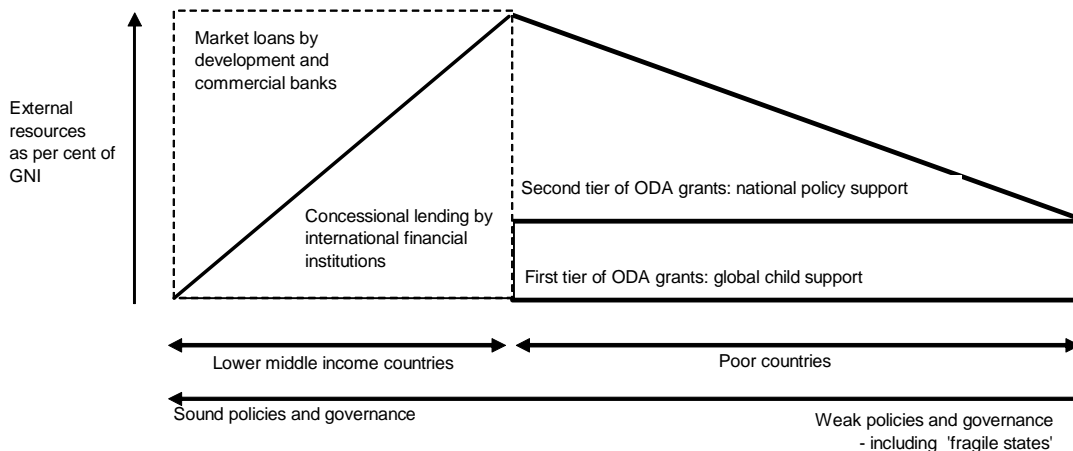 Market loans by
development and
commercial banks
External
resources
as per cent of
GNI
Second tier of ODA grants: national policy support
Concessional lending by
international financial
institutions
First tier of ODA grants: global child support
Lower middle income countries
Poor countries
Sound policies and governance
Weak policies and governance
- including 'fragile states'